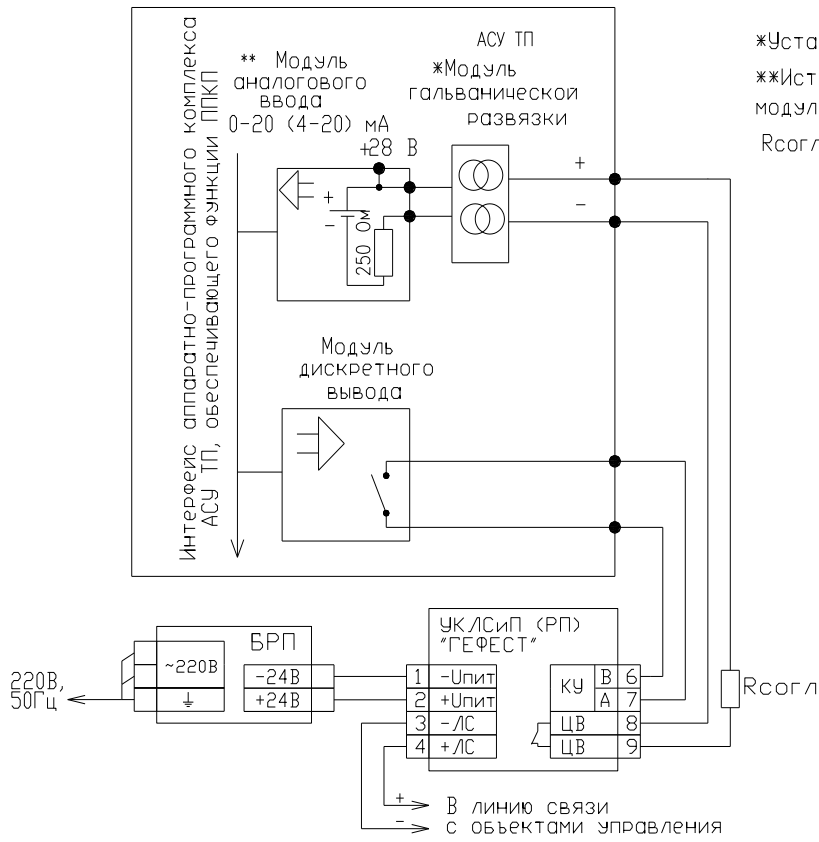 Интерфейс аппаратно-программного комплекса
АСУ ТП, обеспечивающего функции ППКП
** Модуль
аналогового
ввода
0-20 (4-20) мА
+28 В
+
-
250 Ом
АСУ ТП
*Модуль
гальванической
развязки
+
-
*Уста
**Ист
модул
Rсогл
Модуль
дискретного
вывода
220В,
50Гц
БРП
~220В
-24В
+24В
УКЛСиП (РП)
"ГЕФЕСТ"
1 -Uпит
2 +Uпит
3 -ЛС
4 +ЛС
КУ
В 6
А 7
ЦВ 8
ЦВ 9
Rсогл
+ В линию связи
- с объектами управления